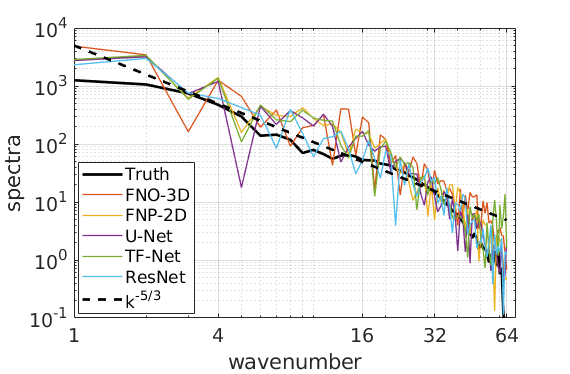 10^4
10^3
10^2
10^1
10^0
10^-1
spectra
Truth
FNO-3D
FNP-2D
U-Net
TF-Net
ResNet
k^-5/3
1 4 16 32 64
wavenumber